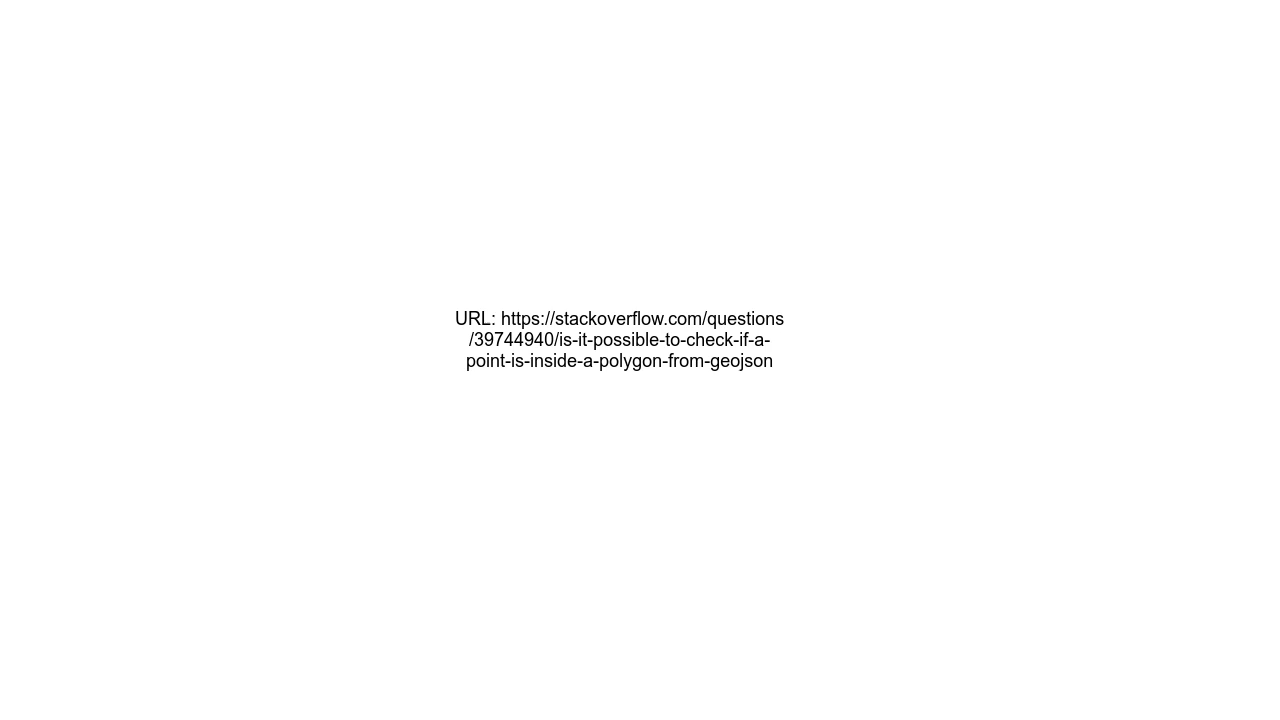 URL: https://stackoverflow.com/questions
/39744940/is-it-possible-to-check-if-a-
point-is-inside-a-polygon-from-geojson